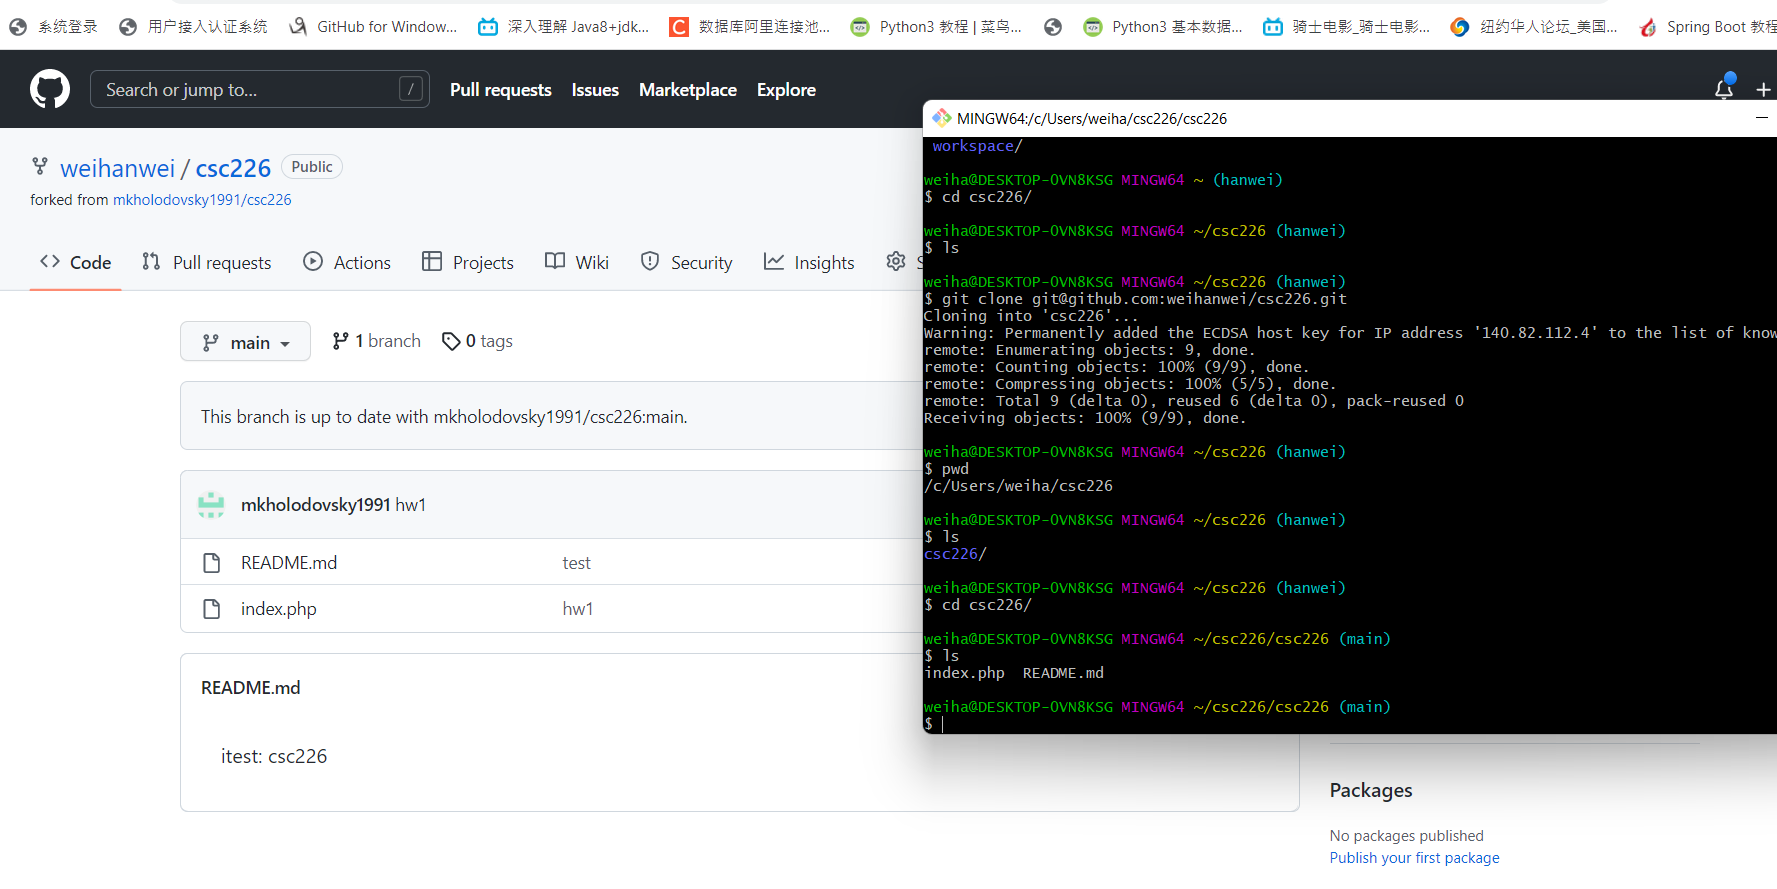 系统登录 用户接入认证系统 GitHub for Window... 深入理解 Java8+jdk... 数据库阿里连接池... Python3 教程 | 菜鸟... Python3 基本数据... 骑士电影_骑士电影... 纽约华人论坛_美国... Spring Boot 教程
Search or jump to... / Pull requests Issues Marketplace Explore
weihanwei / csc226 Public
forked from mkholodovsky1991/csc226
Code Pull requests Actions Projects Wiki Security Insights
main 1 branch 0 tags
This branch is up to date with mkholodovsky1991/csc226:main.
mkholodovsky1991 hw1
README.md test
index.php hw1
README.md
itest: csc226
MINGW64:/c/Users/weiha/csc226/csc226
workspace/
weiha@DESKTOP-OVN8KSG MINGW64 ~ (hanwei)
$ cd csc226/
weiha@DESKTOP-OVN8KSG MINGW64 ~/csc226 (hanwei)
$ ls
weiha@DESKTOP-OVN8KSG MINGW64 ~/csc226 (hanwei)
$ git clone git@github.com:weihanwei/csc226.git
Cloning into 'csc226'...
Warning: Permanently added the ECDSA host key for IP address '140.82.112.4' to the list of know
remote: Enumerating objects: 9, done.
remote: Counting objects: 100% (9/9), done.
remote: Compressing objects: 100% (5/5), done.
remote: Total 9 (delta 0), reused 6 (delta 0), pack-reused 0
Receiving objects: 100% (9/9), done.
weiha@DESKTOP-OVN8KSG MINGW64 ~/csc226 (hanwei)
$ pwd
/c/Users/weiha/csc226
weiha@DESKTOP-OVN8KSG MINGW64 ~/csc226 (hanwei)
$ ls
csc226/
weiha@DESKTOP-OVN8KSG MINGW64 ~/csc226 (hanwei)
$ cd csc226/
weiha@DESKTOP-OVN8KSG MINGW64 ~/csc226/csc226 (main)
$ ls
index.php  README.md
weiha@DESKTOP-OVN8KSG MINGW64 ~/csc226/csc226 (main)
$
Packages
No packages published
Publish your first package